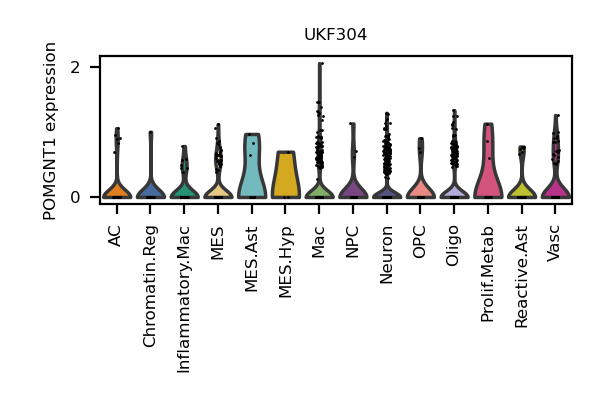 UKF304
POMGNT1 expression
2
0
AC
Chromatin.Reg
Inflammatory.Mac
MES
MES.Ast
MES.Hyp
Mac
NPC
Neuron
OPC
Oligo
Prolif.Metab
Reactive.Ast
Vasc